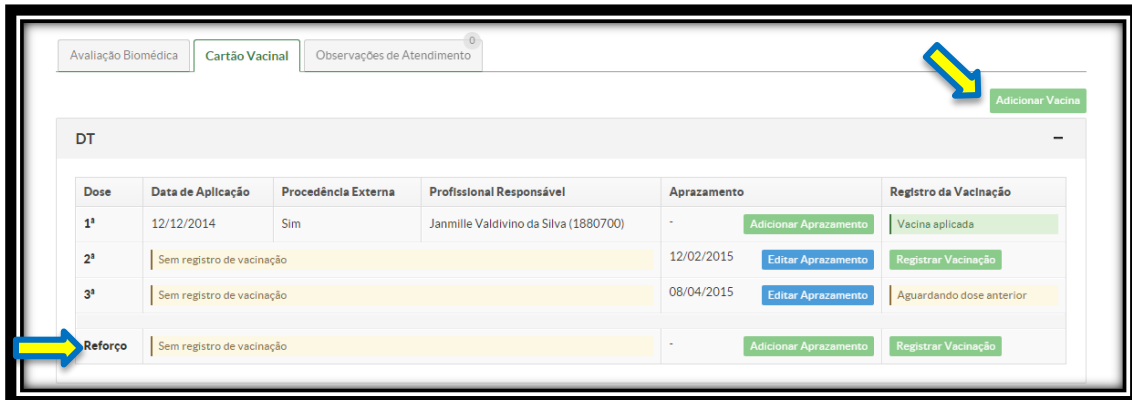 Avaliação Biomédica Cartão Vacinal Observações de Atendimento 0
Adicionar Vacina
DT –
Dose Data de Aplicação Procedência Externa Profissional Responsável Aprazamento Registro da Vacinação
1ª 12/12/2014 Sim Janmille Valdivino da Silva (1880700) - Adicionar Aprazamento Vacina aplicada
2ª Sem registro de vacinação 12/02/2015 Editar Aprazamento Registrar Vacinação
3ª Sem registro de vacinação 08/04/2015 Editar Aprazamento Aguardando dose anterior
Reforço Sem registro de vacinação - Adicionar Aprazamento Registrar Vacinação